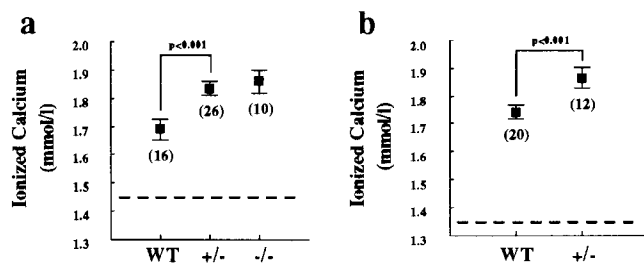 a
Ionized Calcium
(mmol/l)
2.0
1.9
1.8
1.7
1.6
1.5
1.4
1.3
p<0.001
(16)
(26)
(10)
WT
+/-
-/-
b
Ionized Calcium
(mmol/l)
2.0
1.9
1.8
1.7
1.6
1.5
1.4
1.3
p<0.001
(20)
(12)
WT
+/-